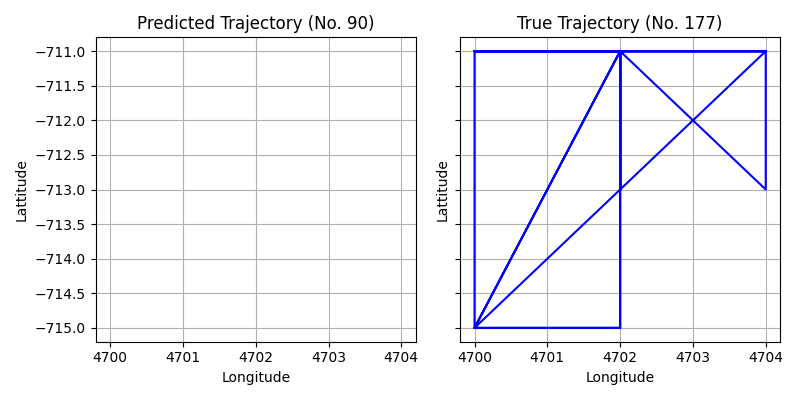 Predicted Trajectory (No. 90)
Lattitude
−711.0
−711.5
−712.0
−712.5
−713.0
−713.5
−714.0
−714.5
−715.0
4700 4701 4702 4703 4704
Longitude
True Trajectory (No. 177)
Lattitude
4700 4701 4702 4703 4704
Longitude